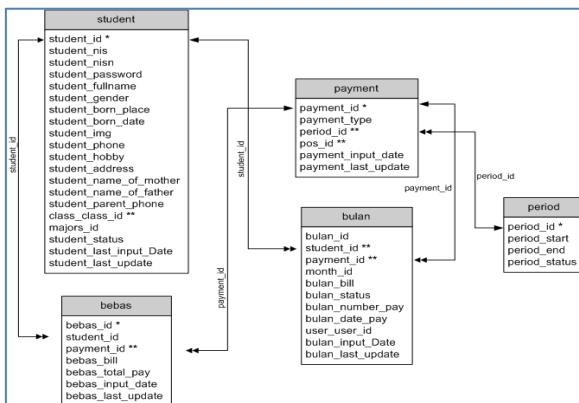 student
student_id *
student_nis
student_nisn
student_password
student_fullname
student_gender
student_born_place
student_born_date
student_img
student_phone
student_hobby
student_address
student_name_of_mother
student_name_of_father
student_parent_phone
class_class_id **
majors_id
student_status
student_last_input_Date
student_last_update
student_id
student_id
payment_id
payment
payment_id *
payment_type
period_id **
pos_id **
payment_input_date
payment_last_update
payment_id
period_id
period
period_id *
period_start
period_end
period_status
bulan
bulan_id
student_id **
payment_id **
month_id
bulan_bill
bulan_status
bulan_number_pay
bulan_date_pay
user_user_id
bulan_input_Date
bulan_last_update
bebas
bebas_id *
student_id
payment_id **
bebas_bill
bebas_total_pay
bebas_input_date
bebas_last_update